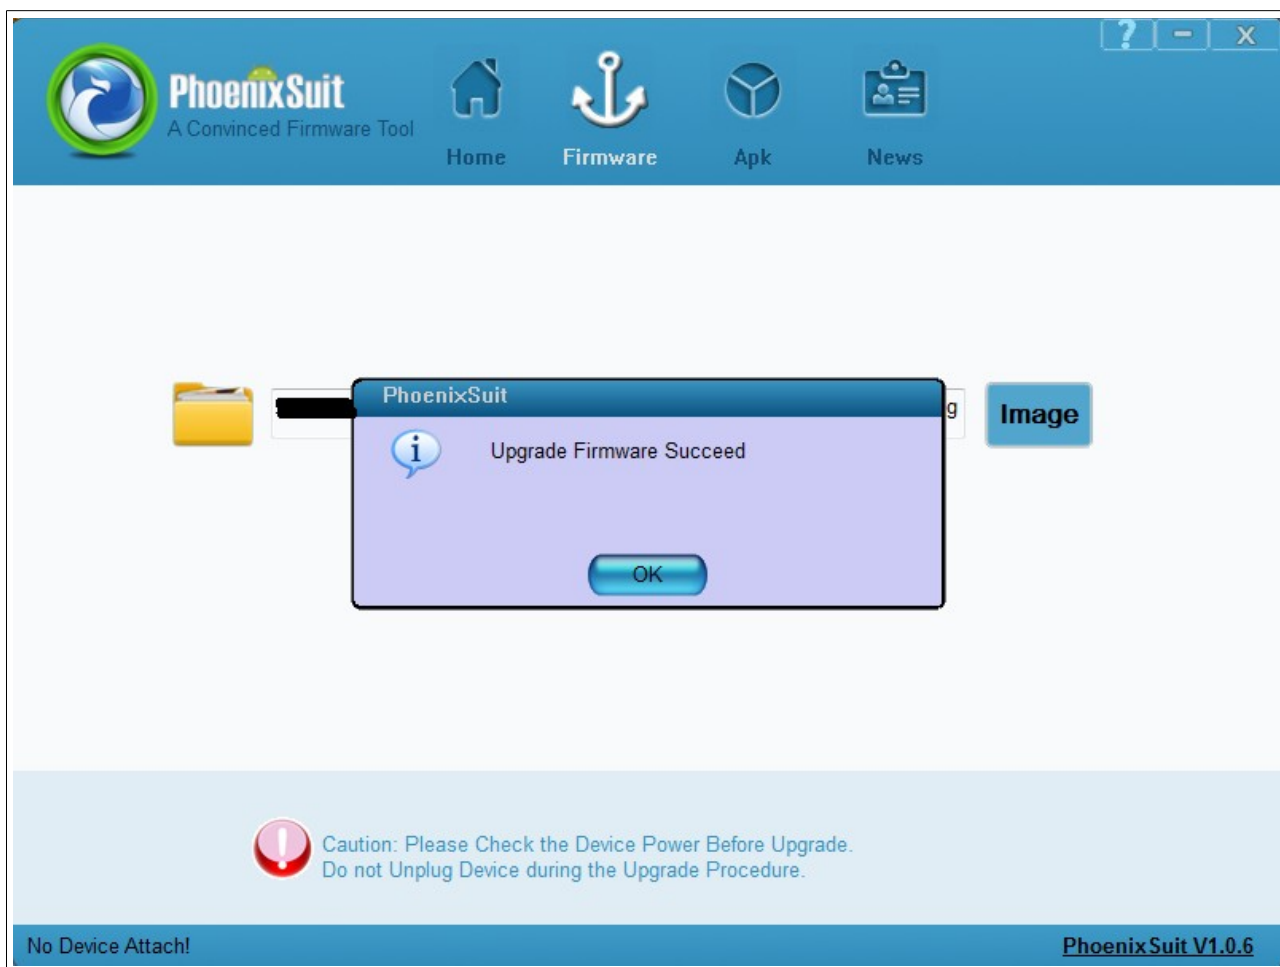 ? - X
PhoenixSuit
A Convinced Firmware Tool
Home Firmware Apk News
PhoenixSuit
g
Image
i
Upgrade Firmware Succeed
OK
Caution: Please Check the Device Power Before Upgrade.
Do not Unplug Device during the Upgrade Procedure.
No Device Attach! PhoenixSuit V1.0.6